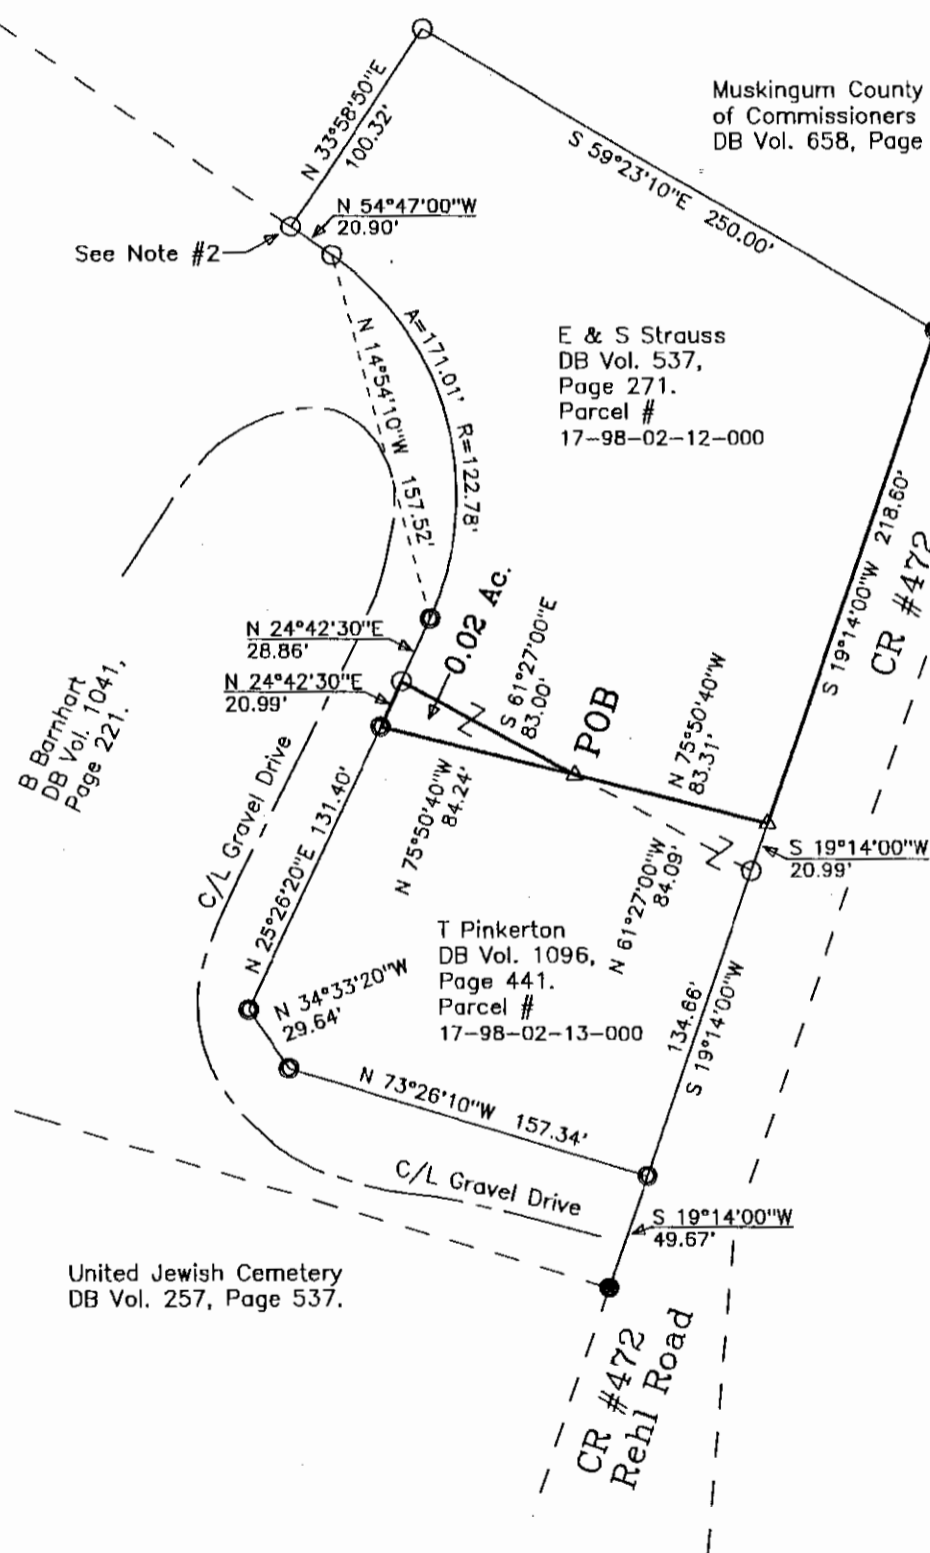 Muskingum County
of Commissioners
DB Vol. 658, Page
N 33°58'50"E
100.32'
S 59°23'10"E 250.00'
N 54°47'00"W
20.90'
See Note #2
A=171.01' R=122.78'
N 14°54'10"W 157.52'
E & S Strauss
DB Vol. 537,
Page 271.
Parcel #
17-98-02-12-000
S 19°14'00"W 218.60'
CR #472
B Barnhart
DB Vol. 1041,
Page 221.
N 24°42'30"E
28.86'
N 24°42'30"E
20.99'
0.02 Ac.
S 61°27'00"E
83.00'
POB
N 75°50'40"W
83.31'
N 75°50'40"W
84.24'
N 61°27'00"W
84.09'
S 19°14'00"W
20.99'
C/L Gravel Drive
N 25°26'20"E 131.40'
N 34°33'20"W
29.64'
T Pinkerton
DB Vol. 1096,
Page 441.
Parcel #
17-98-02-13-000
134.66'
S 19°14'00"W
N 73°26'10"W 157.34'
C/L Gravel Drive
S 19°14'00"W
49.67'
United Jewish Cemetery
DB Vol. 257, Page 537.
CR #472
Rehl Road